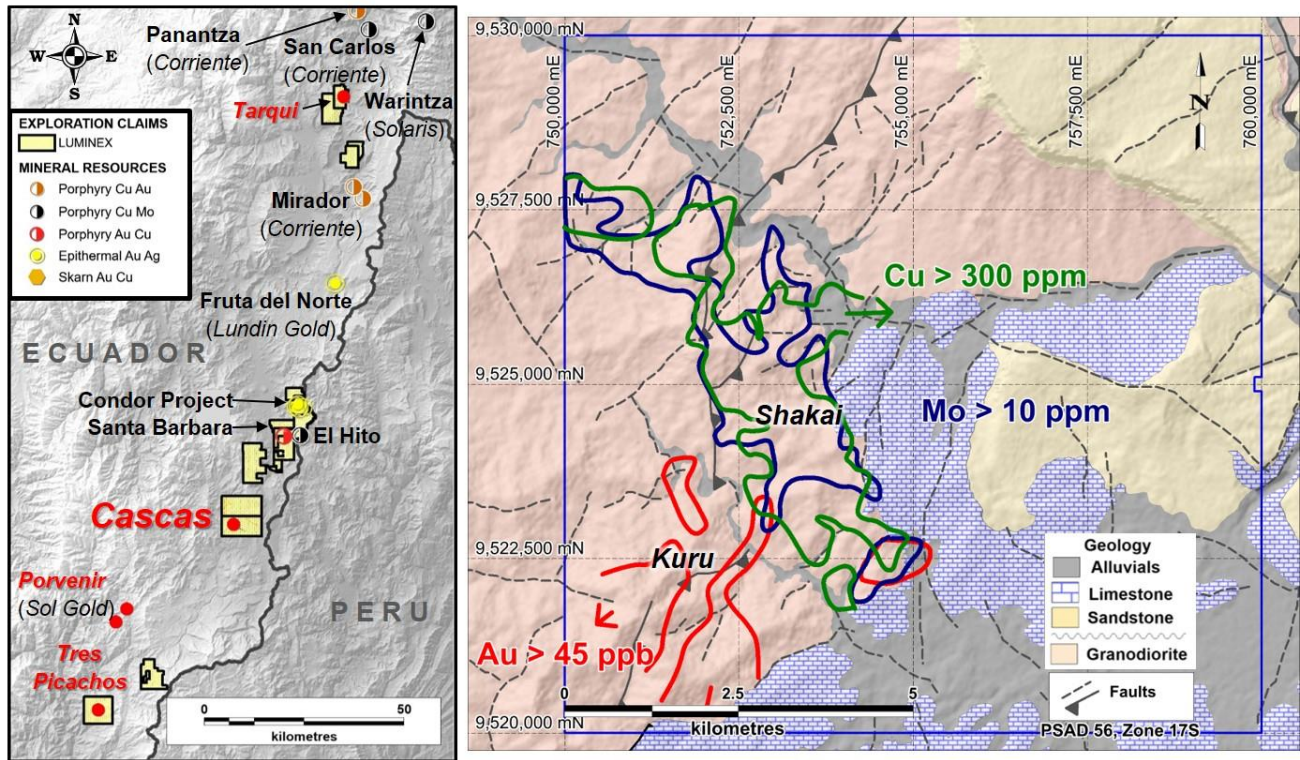 N
W
E
S
Panantza
(Corriente)
San Carlos
(Corriente)
Tarqui
Warintza
(Solaris)
EXPLORATION CLAIMS
LUMINEX
MINERAL RESOURCES
Porphyry Cu Au
Porphyry Cu Mo
Porphyry Au Cu
Epithermal Au Ag
Skarn Au Cu
Mirador
(Corriente)
Fruta del Norte
(Lundin Gold)
ECUADOR
Condor Project
Santa Barbara
El Hito
Cascas
Porvenir
(Sol Gold)
PERU
Tres
Picachos
0 50
kilometres
9,530,000 mN
750,000 mE
752,500 mE
755,000 mE
757,500 mE
760,000 mE
N
9,527,500 mN
Cu > 300 ppm
9,525,000 mN
Shakai
Mo > 10 ppm
9,522,500 mN
Kuru
Au > 45 ppb
Geology
Alluvials
Limestone
Sandstone
Granodiorite
Faults
0 2.5 5
kilometres
9,520,000 mN
PSAD 56, Zone 17S